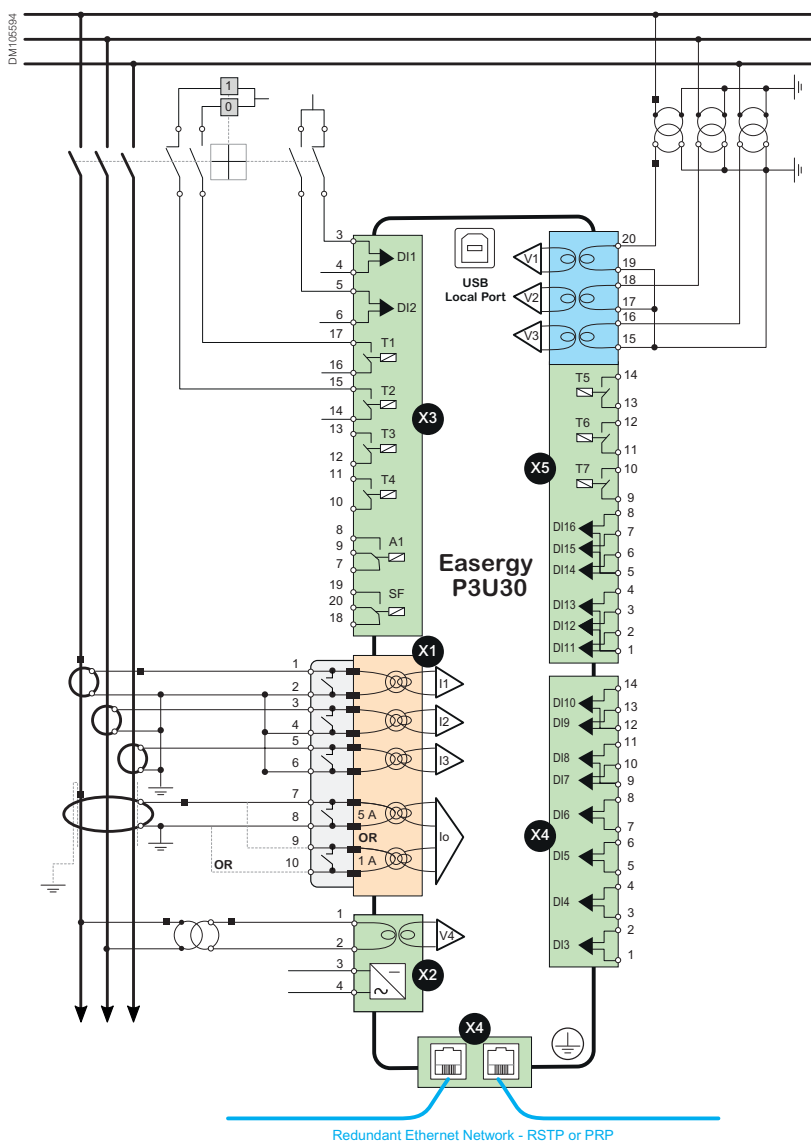 DM105594
1
0
3
4
5
6
17
16
15
14
13
12
11
10
8
9
7
19
20
18
DI1
DI2
T1
T2
T3
T4
A1
SF
X3
USB
Local Port
V1
V2
V3
20
19
18
17
16
15
T5
T6
T7
14
13
12
11
10
9
8
7
6
5
4
3
2
1
X5
DI16
DI15
DI14
DI13
DI12
DI11
Easergy
P3U30
X1
1
2
3
4
5
6
7
8
9
10
I1
I2
I3
5 A
OR
1 A
Io
OR
DI10
DI9
DI8
DI7
DI6
DI5
DI4
DI3
14
13
12
11
10
9
8
7
6
5
4
3
2
1
X4
1
2
3
4
V4
X2
X4
Redundant Ethernet Network - RSTP or PRP